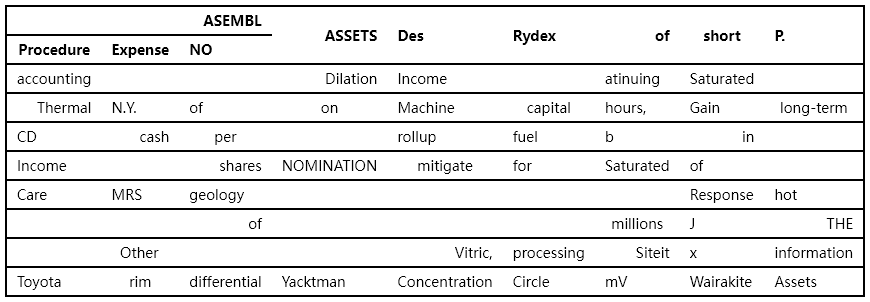 ASEMBL
ASSETS Des Rydex of short P.
Procedure Expense NO
accounting Dilation Income atinuing Saturated
Thermal N.Y. of on Machine capital hours, Gain long-term
CD cash per rollup fuel b in
Income shares NOMINATION mitigate for Saturated of
Care MRS geology Response hot
of millions J THE
Other Vitric, processing Siteit x information
Toyota rim differential Yacktman Concentration Circle mV Wairakite Assets